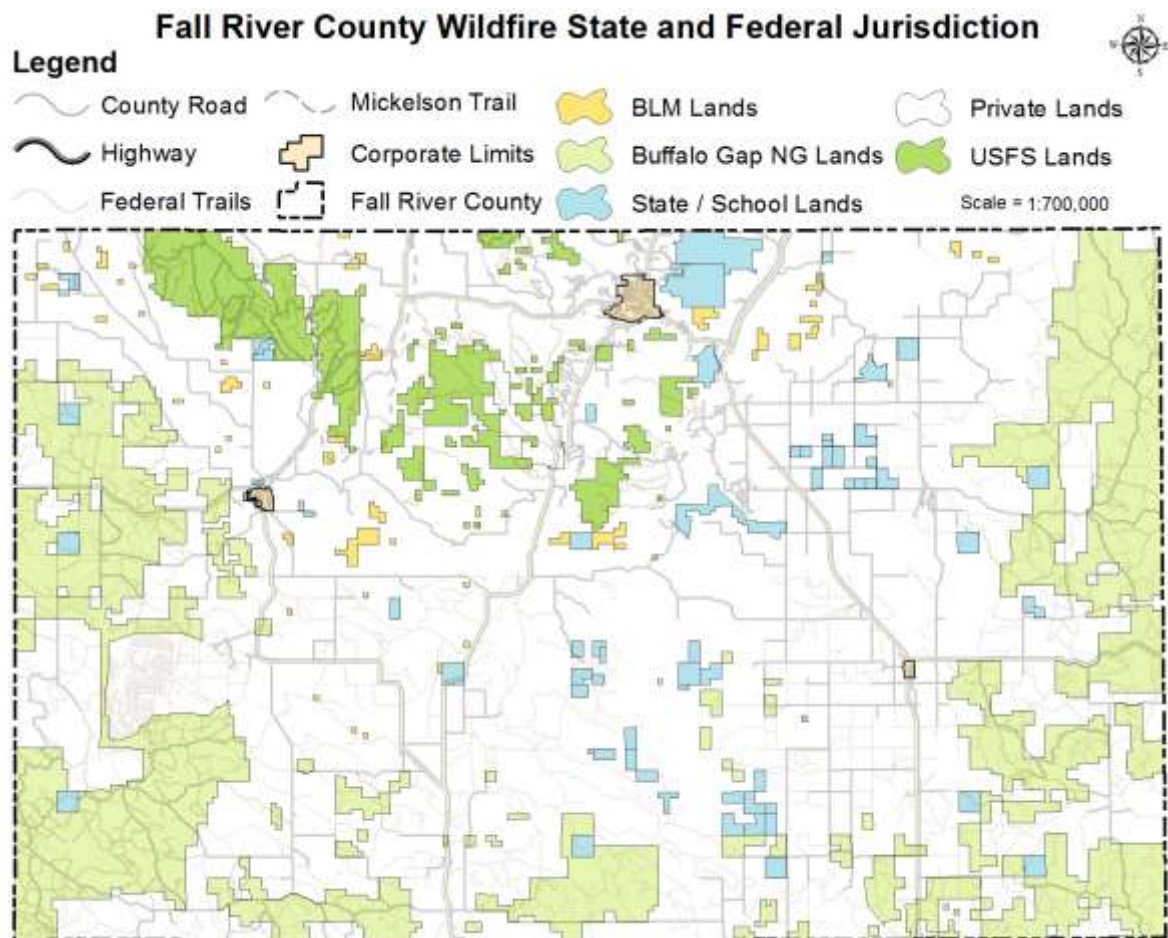 Fall River County Wildfire State and Federal Jurisdiction
N
W
E
S
Legend
County Road
Mickelson Trail
BLM Lands
Private Lands
Highway
Corporate Limits
Buffalo Gap NG Lands
USFS Lands
Federal Trails
Fall River County
State / School Lands
Scale = 1:700,000